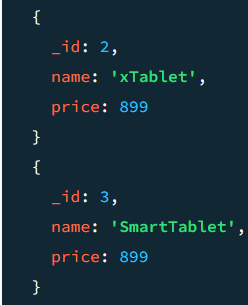 {
_id: 2,
name: 'xTablet',
price: 899
}
{
_id: 3,
name: 'SmartTablet',
price: 899
}